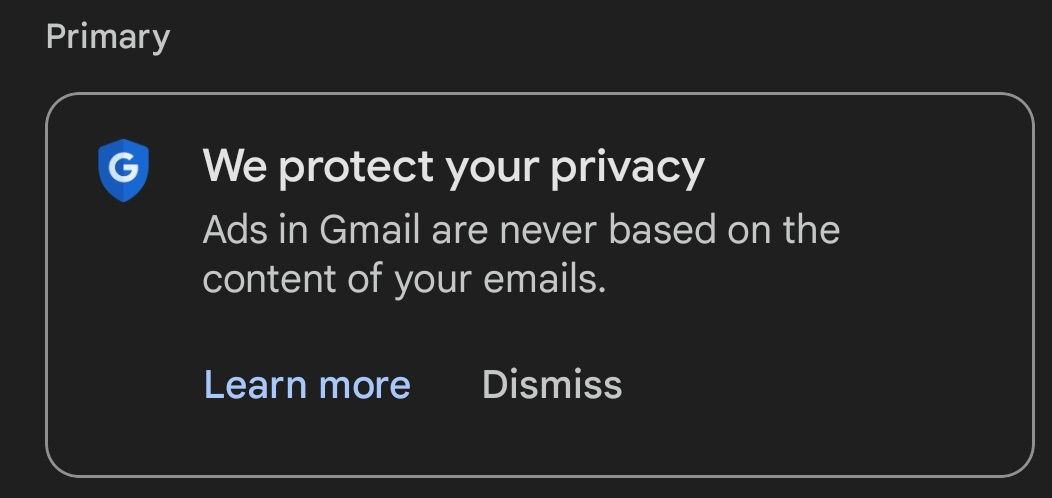 Primary
We protect your privacy
Ads in Gmail are never based on the
content of your emails.
Learn more Dismiss